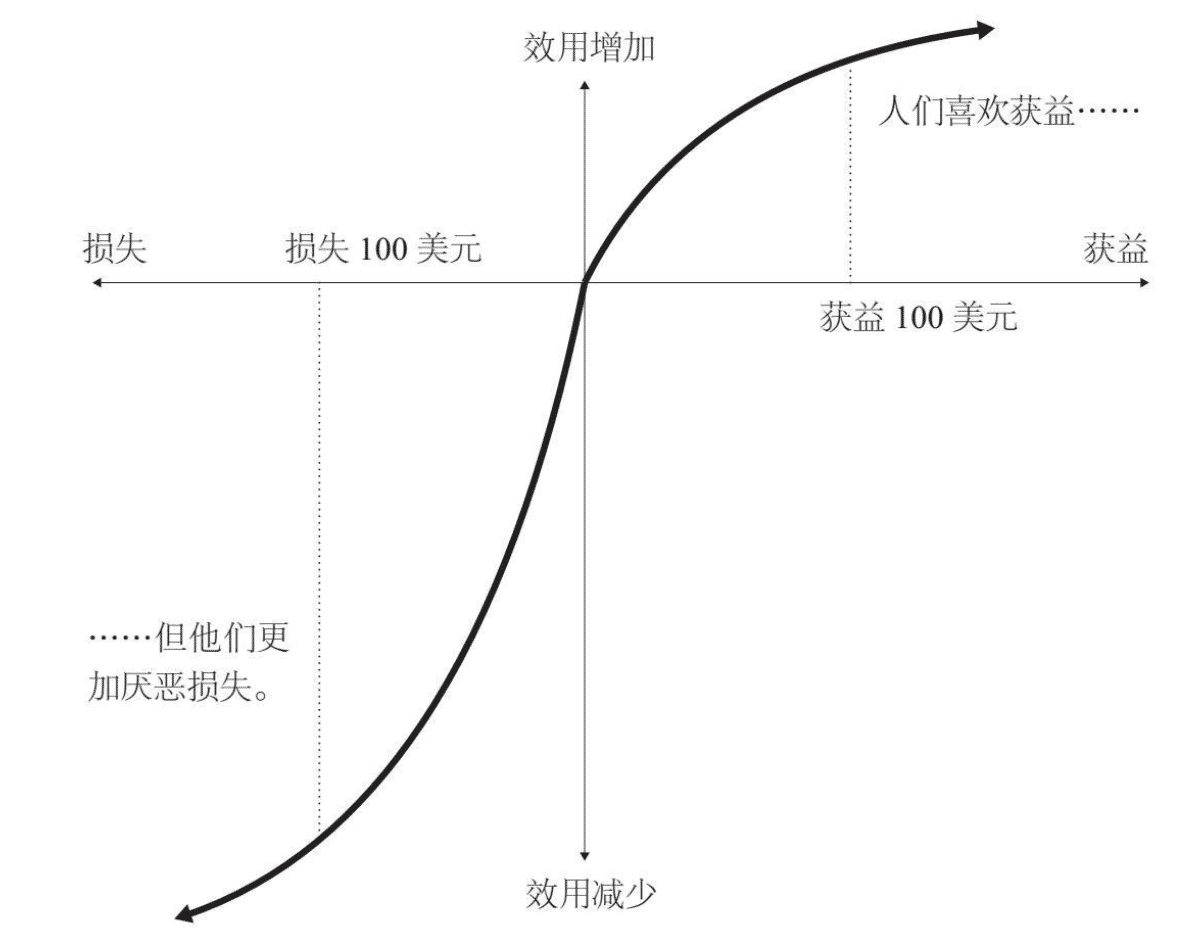 效用增加
人们喜欢获益……
损失
损失 100 美元
获益
获益 100 美元
……但他们更
加厌恶损失。
效用减少